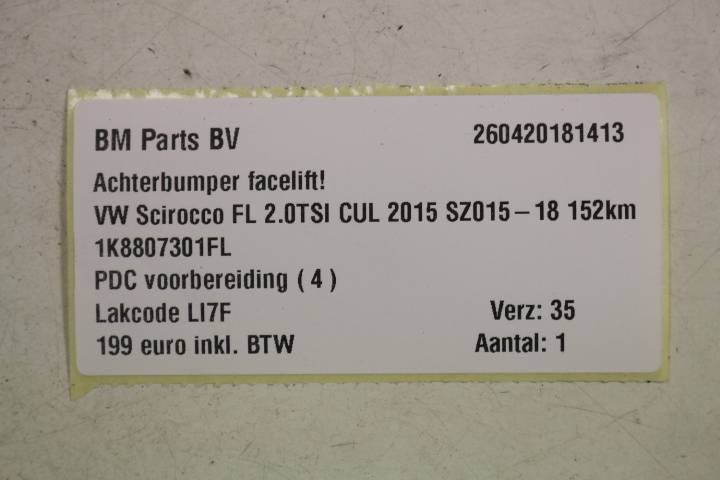 BM Parts BV 260420181413
Achterbumper facelift!
VW Scirocco FL 2.0TSI CUL 2015 SZ015-18 152km
1K8807301FL
PDC voorbereiding ( 4 )
Lakcode LI7F Verz: 35
199 euro inkl. BTW Aantal: 1